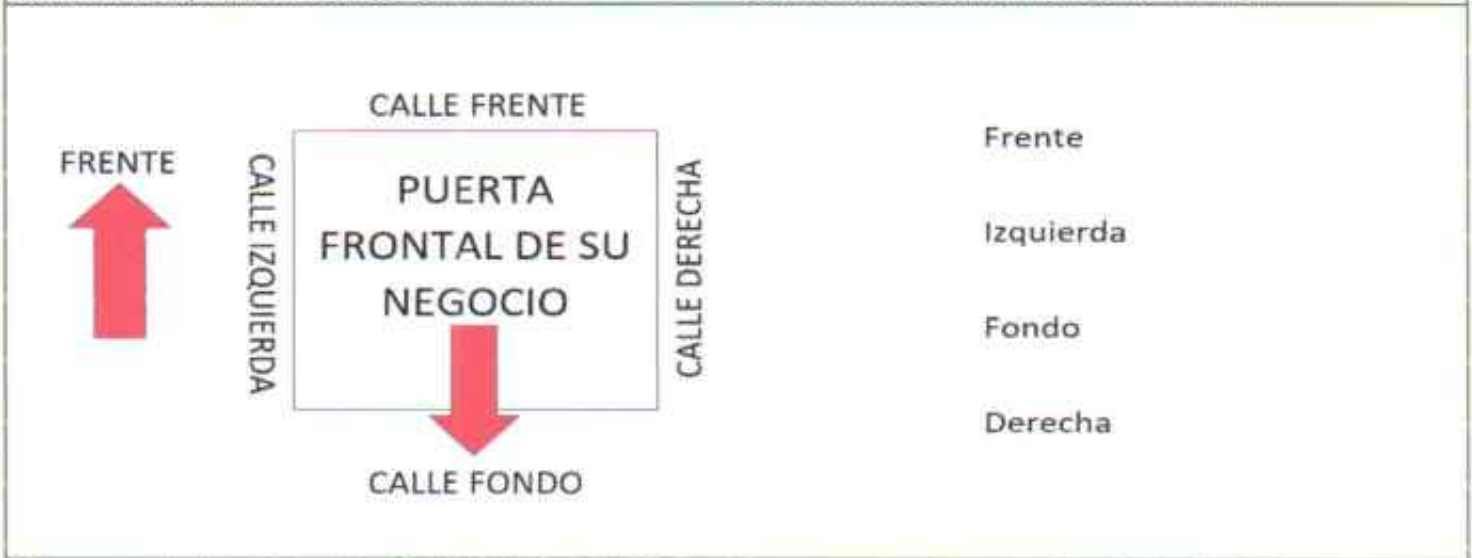 CALLE FRENTE
FRENTE
CALLE IZQUIERDA
PUERTA
FRONTAL DE SU
NEGOCIO
CALLE DERECHA
CALLE FONDO
Frente
Izquierda
Fondo
Derecha